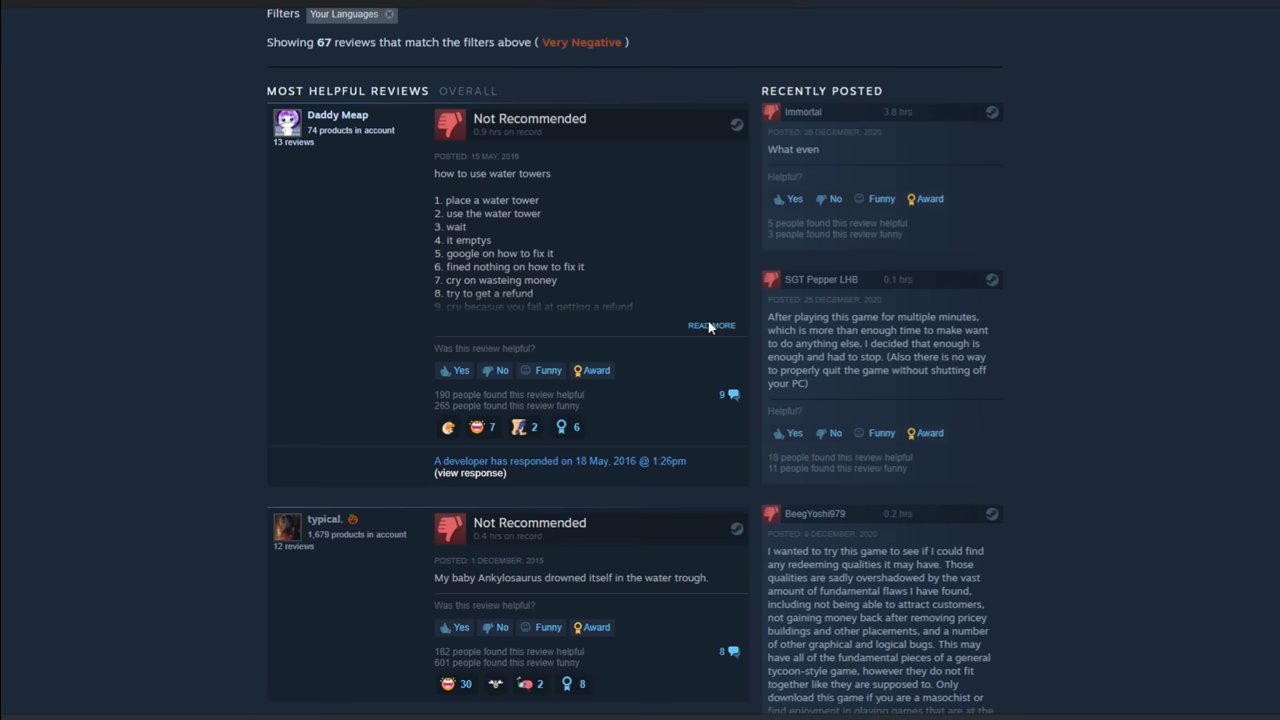 Filters Your Languages
Showing 67 reviews that match the filters above ( Very Negative )
MOST HELPFUL REVIEWS OVERALL
Daddy Meap
74 products in account
13 reviews
Not Recommended
0.9 hrs on record
POSTED: 15 MAY, 2016
how to use water towers
1. place a water tower
2. use the water tower
3. wait
4. it emptys
5. google on how to fix it
6. fined nothing on how to fix it
7. cry on wasteing money
8. try to get a refund
9. cry becasue you fail at getting a refund
READ MORE
Was this review helpful?
Yes No Funny Award
190 people found this review helpful
265 people found this review funny
9
7 2 6
A developer has responded on 18 May, 2016 @ 1:26pm
(view response)
typical.
1,679 products in account
12 reviews
Not Recommended
0.4 hrs on record
POSTED: 1 DECEMBER, 2015
My baby Ankylosaurus drowned itself in the water trough.
Was this review helpful?
Yes No Funny Award
162 people found this review helpful
601 people found this review funny
8
30 2 8
RECENTLY POSTED
Immortal 3.8 hrs
POSTED: 26 DECEMBER, 2020
What even
Helpful?
Yes No Funny Award
5 people found this review helpful
3 people found this review funny
SGT Pepper LHB 0.1 hrs
POSTED: 25 DECEMBER, 2020
After playing this game for multiple minutes,
which is more than enough time to make want
to do anything else, I decided that enough is
enough and had to stop. (Also there is no way
to properly quit the game without shutting off
your PC)
Helpful?
Yes No Funny Award
18 people found this review helpful
11 people found this review funny
BeegYoshi979 0.2 hrs
POSTED: 9 DECEMBER, 2020
I wanted to try this game to see if I could find
any redeeming qualities it may have. Those
qualities are sadly overshadowed by the vast
amount of fundamental flaws I have found,
including not being able to attract customers,
not gaining money back after removing pricey
buildings and other placements, and a number
of other graphical and logical bugs. This may
have all of the fundamental pieces of a general
tycoon-style game, however they do not fit
together like they are supposed to. Only
download this game if you are a masochist or
find enjoyment in playing games that are at the